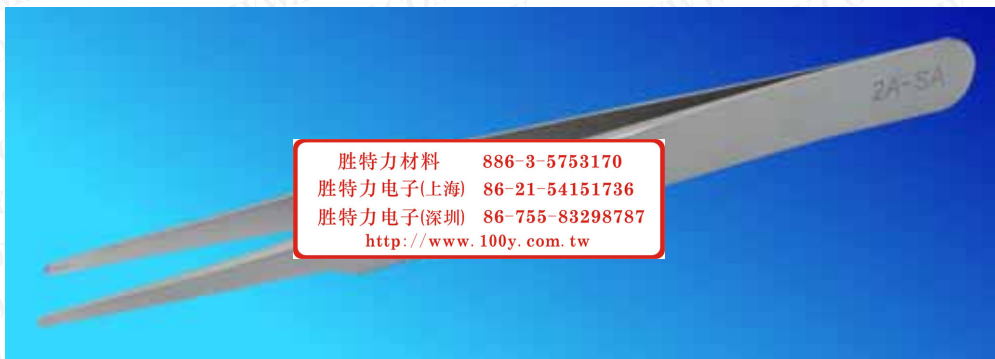 2A-SA
胜特力材料 886-3-5753170
胜特力电子(上海) 86-21-54151736
胜特力电子(深圳) 86-755-83298787
http://www.100y.com.tw